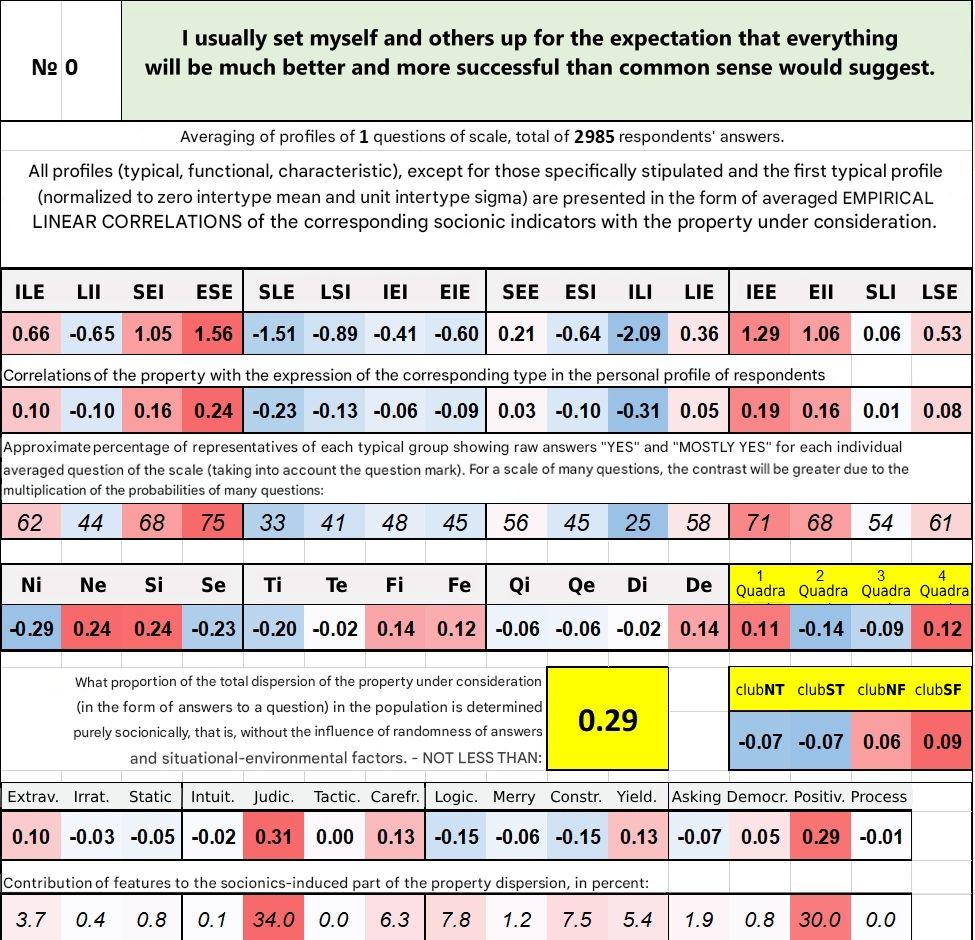 № 0
I usually set myself and others up for the expectation that everything
will be much better and more successful than common sense would suggest.
Averaging of profiles of 1 questions of scale, total of 2985 respondents' answers.
All profiles (typical, functional, characteristic), except for those specifically stipulated and the first typical profile
(normalized to zero intertype mean and unit intertype sigma) are presented in the form of averaged EMPIRICAL
LINEAR CORRELATIONS of the corresponding socionic indicators with the property under consideration.
ILE LII SEI ESE SLE LSI IEI EIE SEE ESI ILI LIE IEE EII SLI LSE
0.66 -0.65 1.05 1.56 -1.51 -0.89 -0.41 -0.60 0.21 -0.64 -2.09 0.36 1.29 1.06 0.06 0.53
Correlations of the property with the expression of the corresponding type in the personal profile of respondents
0.10 -0.10 0.16 0.24 -0.23 -0.13 -0.06 -0.09 0.03 -0.10 -0.31 0.05 0.19 0.16 0.01 0.08
Approximate percentage of representatives of each typical group showing raw answers "YES" and "MOSTLY YES" for each individual
averaged question of the scale (taking into account the question mark). For a scale of many questions, the contrast will be greater due to the
multiplication of the probabilities of many questions:
62 44 68 75 33 41 48 45 56 45 25 58 71 68 54 61
Ni Ne Si Se Ti Te Fi Fe Qi Qe Di De 1 Quadra 2 Quadra 3 Quadra 4 Quadra
-0.29 0.24 0.24 -0.23 -0.20 -0.02 0.14 0.12 -0.06 -0.06 -0.02 0.14 0.11 -0.14 -0.09 0.12
What proportion of the total dispersion of the property under consideration
(in the form of answers to a question) in the population is determined
purely socionically, that is, without the influence of randomness of answers
and situational-environmental factors. - NOT LESS THAN:
0.29
clubNT clubST clubNF clubSF
-0.07 -0.07 0.06 0.09
Extrav. Irrat. Static Intuit. Judic. Tactic. Carefr. Logic. Merry Constr. Yield. Asking Democr. Positiv. Process
0.10 -0.03 -0.05 -0.02 0.31 0.00 0.13 -0.15 -0.06 -0.15 0.13 -0.07 0.05 0.29 -0.01
Contribution of features to the socionics-induced part of the property dispersion, in percent:
3.7 0.4 0.8 0.1 34.0 0.0 6.3 7.8 1.2 7.5 5.4 1.9 0.8 30.0 0.0